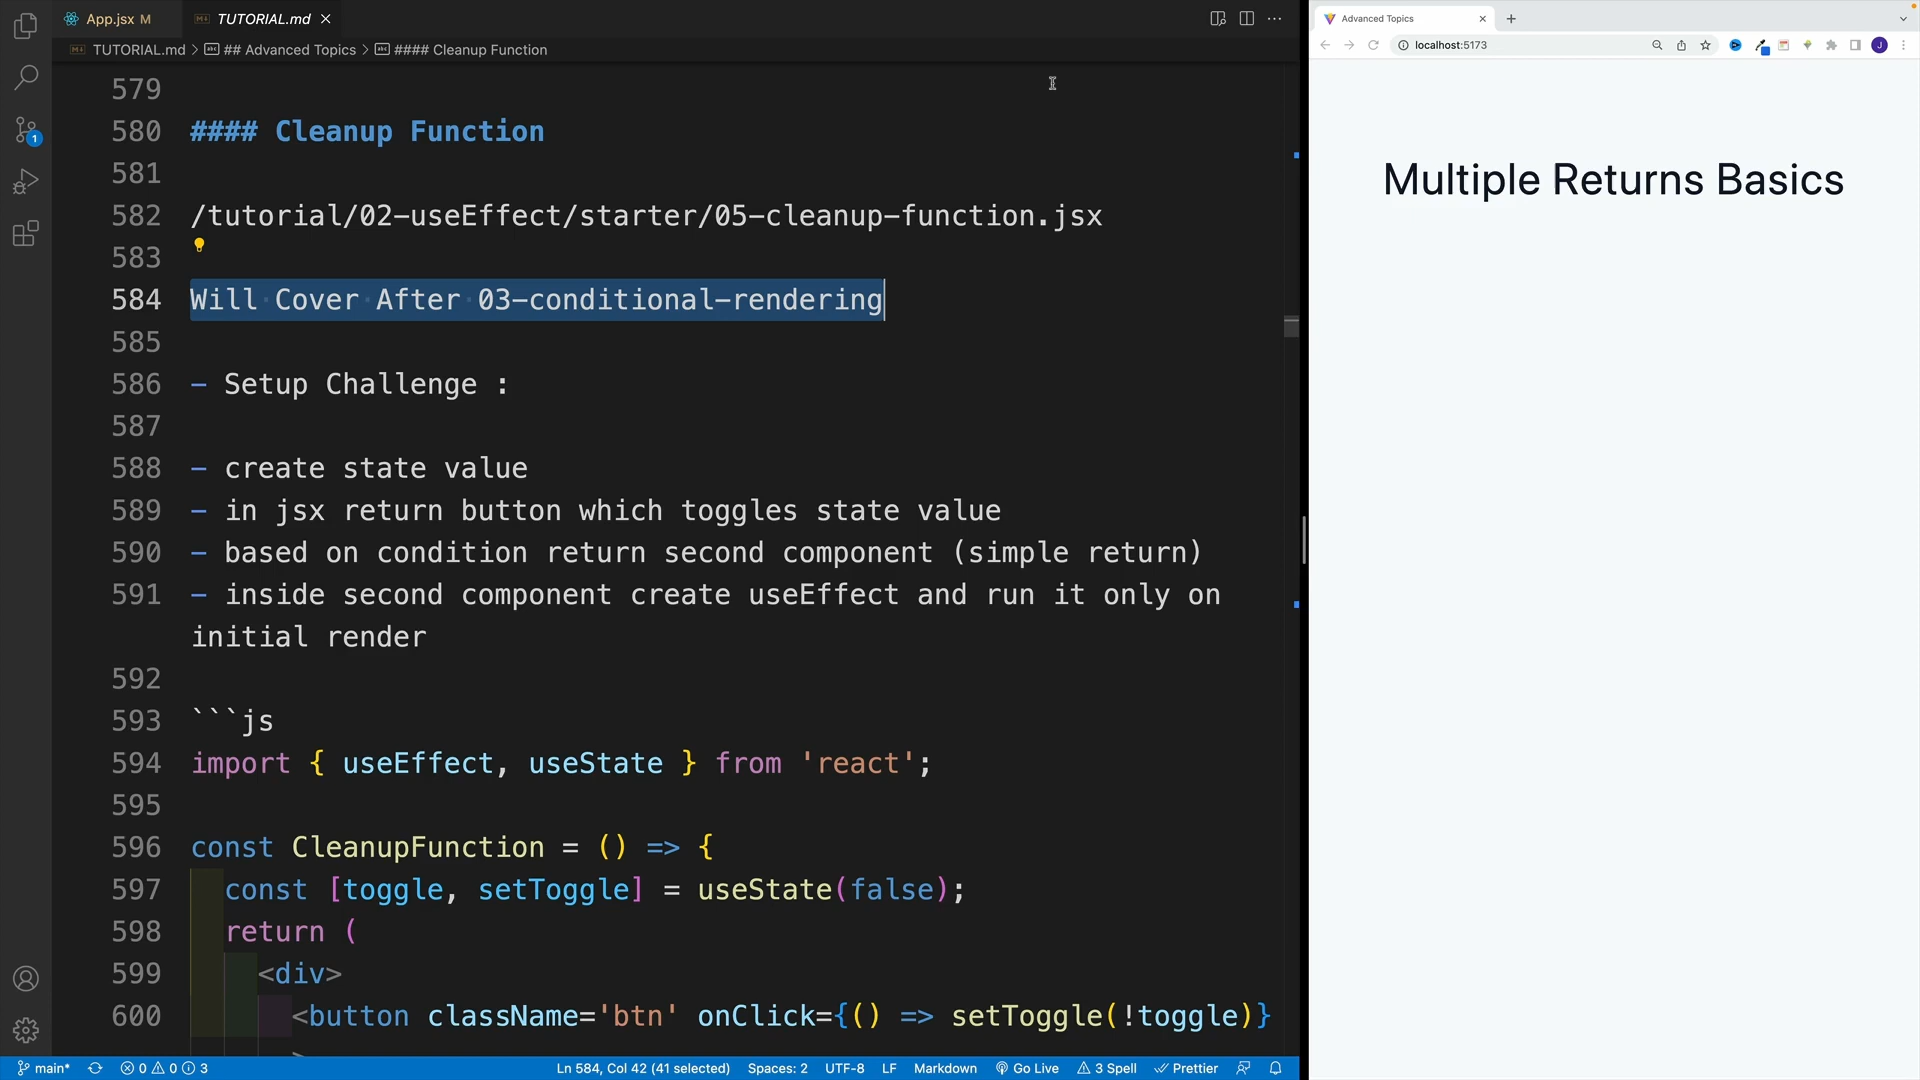 App.jsx M
TUTORIAL.md
TUTORIAL.md > ## Advanced Topics > #### Cleanup Function
579
580 #### Cleanup Function
581
582 /tutorial/02-useEffect/starter/05-cleanup-function.jsx
583
584 Will Cover After 03-conditional-rendering
585
586 - Setup Challenge :
587
588 - create state value
589 - in jsx return button which toggles state value
590 - based on condition return second component (simple return)
591 - inside second component create useEffect and run it only on
initial render
592
593 ```js
594 import { useEffect, useState } from 'react';
595
596 const CleanupFunction = () => {
597 const [toggle, setToggle] = useState(false);
598 return (
599 <div>
600 <button className='btn' onClick={() => setToggle(!toggle)}
>
1
main* 0 0 3
Ln 584, Col 42 (41 selected) Spaces: 2 UTF-8 LF Markdown Go Live 3 Spell Prettier
Advanced Topics
localhost:5173
J
Multiple Returns Basics